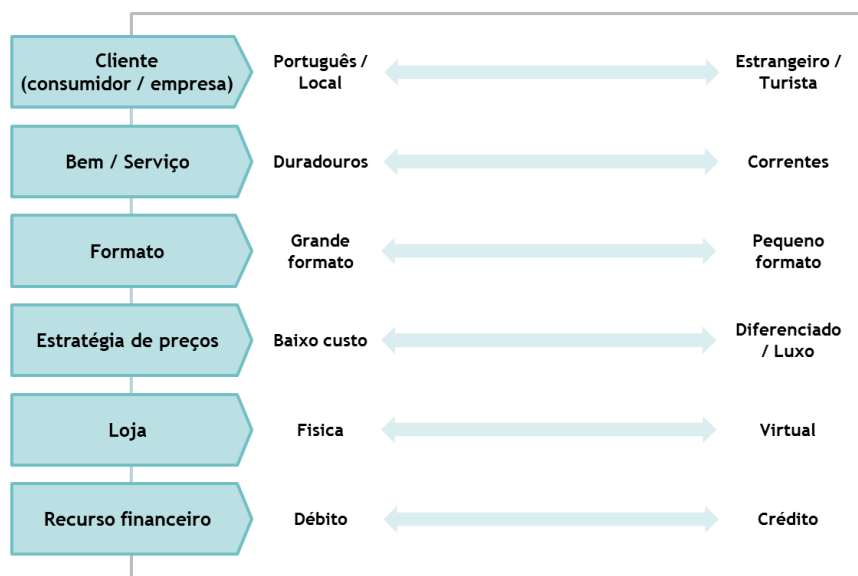 Cliente
(consumidor / empresa)
Português /
Local
Estrangeiro /
Turista
Bem / Serviço
Duradouros
Correntes
Formato
Grande
formato
Pequeno
formato
Estratégia de preços
Baixo custo
Diferenciado
/ Luxo
Loja
Fisica
Virtual
Recurso financeiro
Débito
Crédito